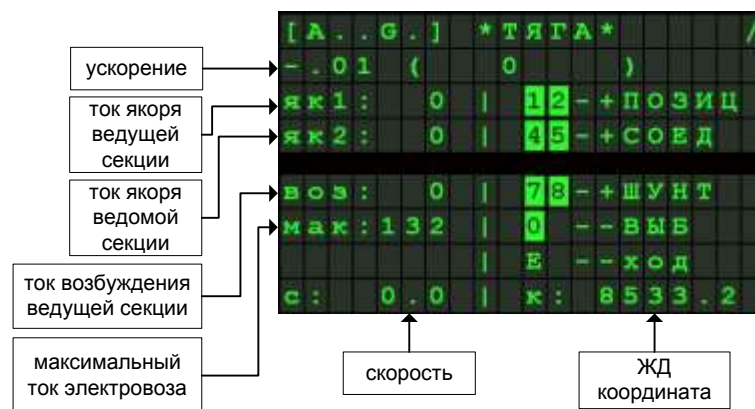 [A..G.] *ТЯГА* /
-.01 ( 0 )
як1: 0 | 12-+ПОЗИЦ
як2: 0 | 45-+СОЕД
воз: 0 | 78-+ШУНТ
мак:132 | 0 --ВЫБ
| Е --ход
с: 0.0 | к: 8533.2
ускорение
ток якоря
ведущей
секции
ток якоря
ведомой
секции
ток возбуждения
ведущей секции
максимальный
ток электровоза
скорость
ЖД
координата